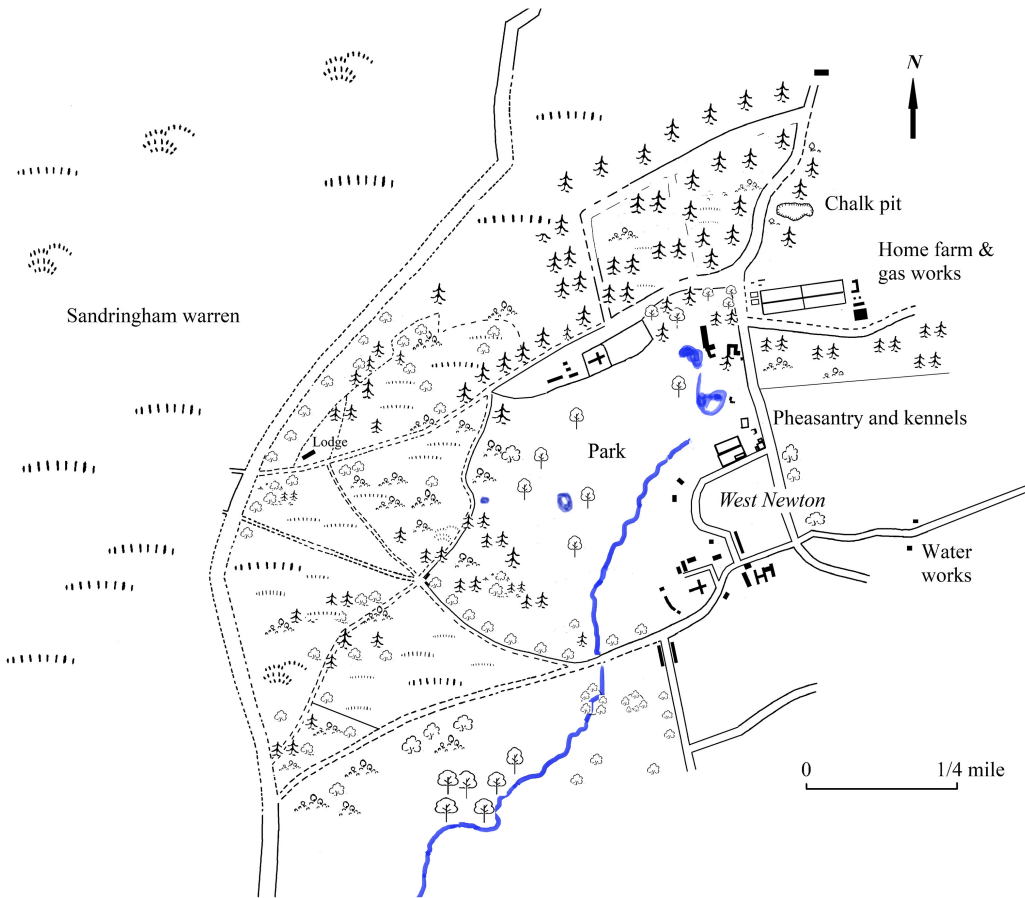 N
Chalk pit
Home farm &
gas works
Sandringham warren
Pheasantry and kennels
Lodge
Park
West Newton
Water
works
0 1/4 mile